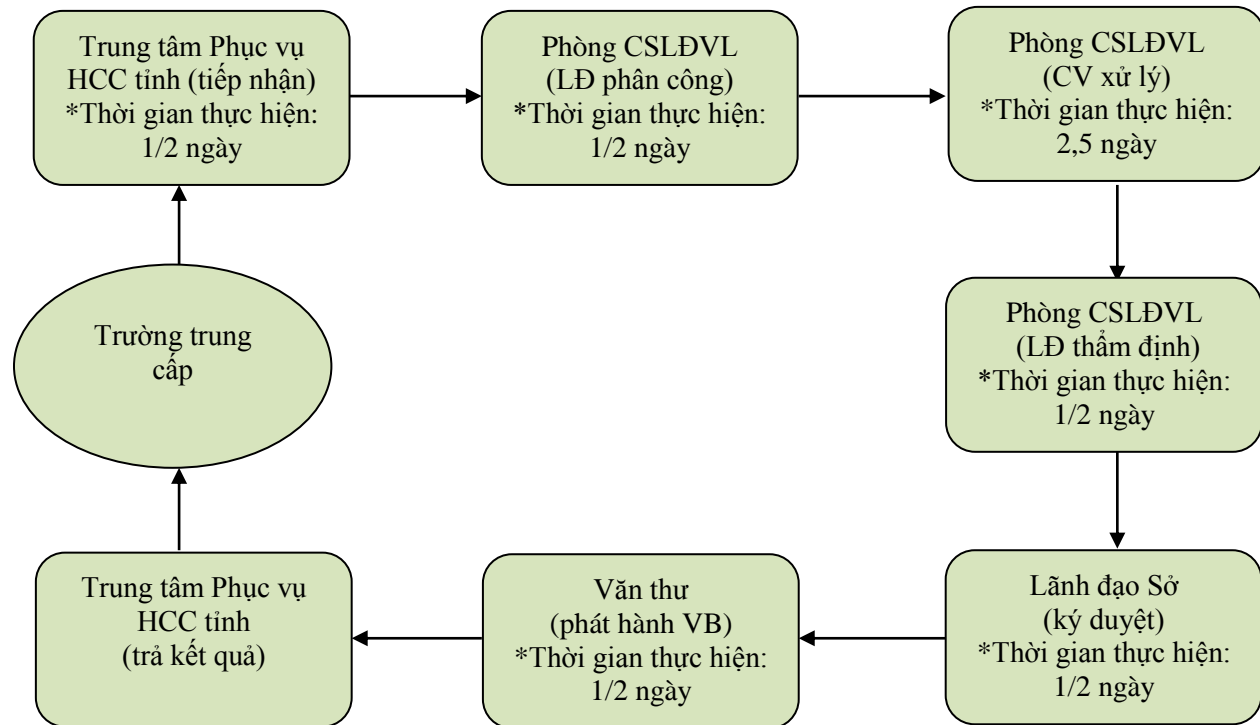 Trung tâm Phục vụ
HCC tỉnh (tiếp nhận)
*Thời gian thực hiện:
1/2 ngày
Phòng CSLĐVL
(LĐ phân công)
*Thời gian thực hiện:
1/2 ngày
Phòng CSLĐVL
(CV xử lý)
*Thời gian thực hiện:
2,5 ngày
Phòng CSLĐVL
(LĐ thẩm định)
*Thời gian thực hiện:
1/2 ngày
Lãnh đạo Sở
(ký duyệt)
*Thời gian thực hiện:
1/2 ngày
Văn thư
(phát hành VB)
*Thời gian thực hiện:
1/2 ngày
Trung tâm Phục vụ
HCC tỉnh
(trả kết quả)
Trường trung
cấp